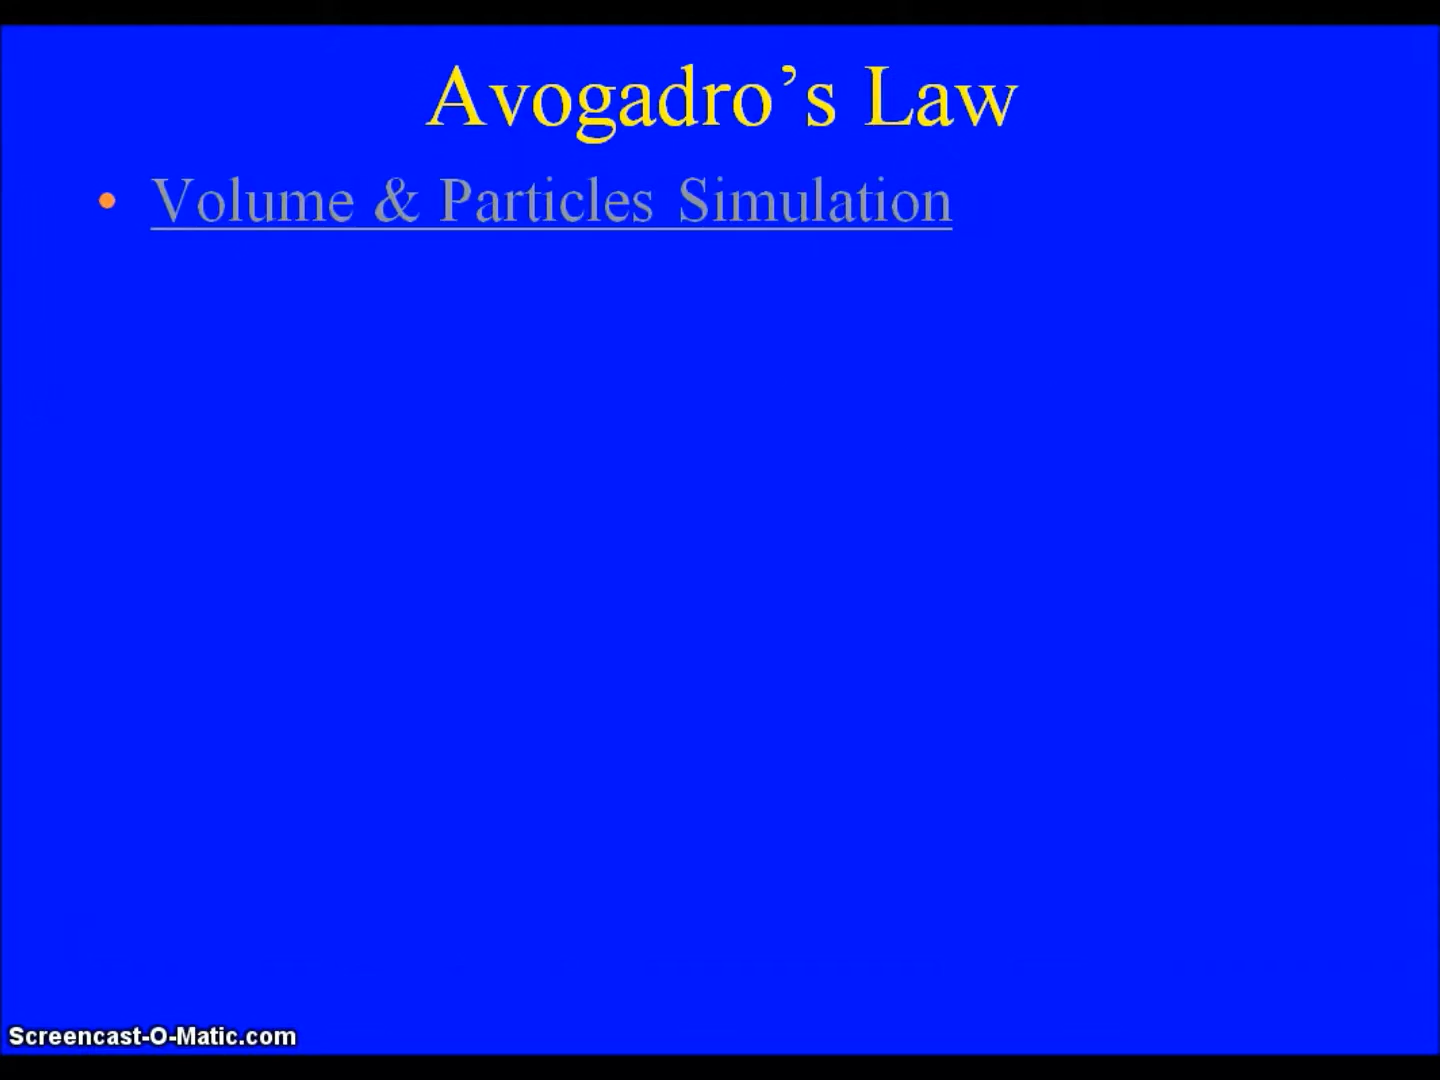 Avogadro’s Law
• Volume & Particles Simulation
Screencast-O-Matic.com